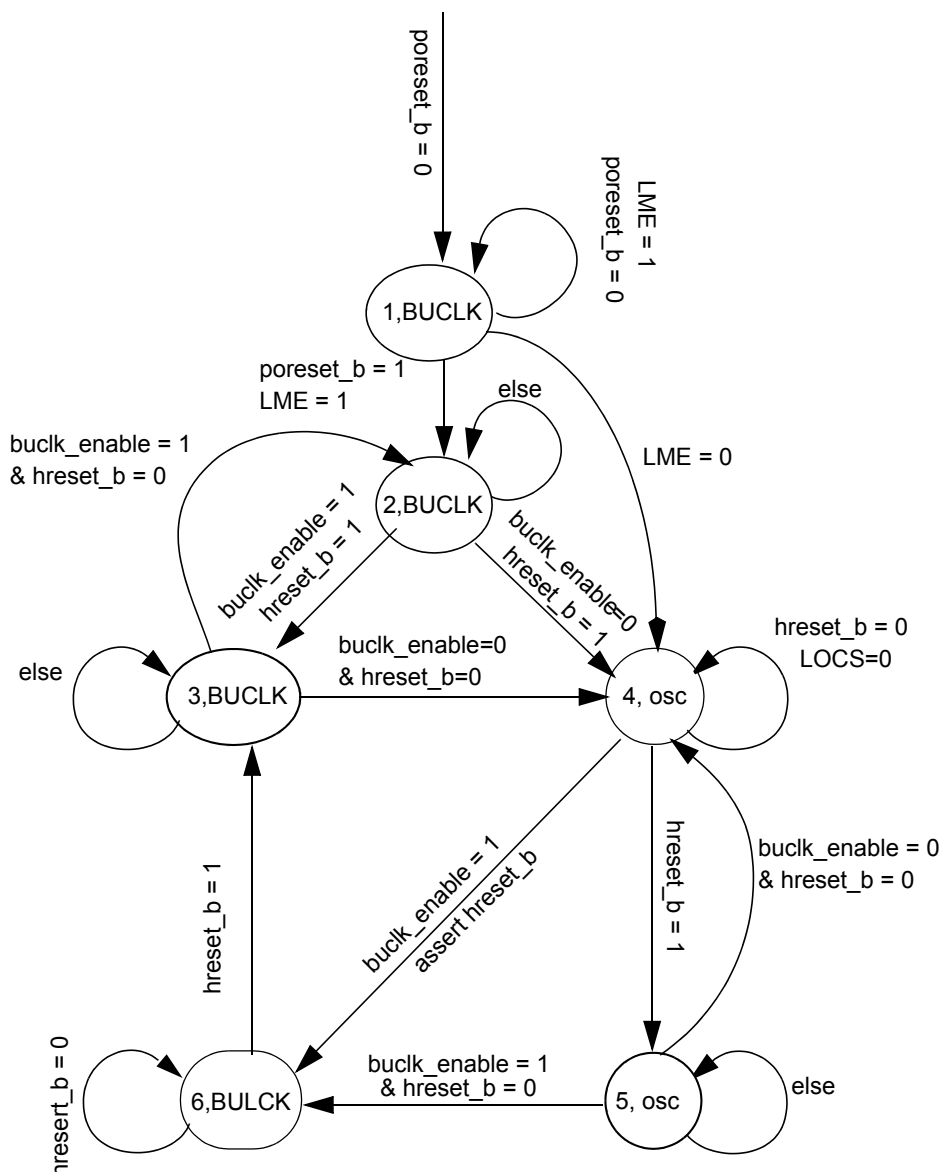 poreset_b = 0
LME = 1
poreset_b = 0
1,BUCLK
poreset_b = 1
LME = 1
else
buclk_enable = 1
& hreset_b = 0
LME = 0
2,BUCLK
buclk_enable = 1
hreset_b = 1
buclk_enable=0
hreset_b = 1
hreset_b = 0
LOCS=0
else
buclk_enable=0
& hreset_b=0
3,BUCLK
4, osc
buclk_enable = 1
assert hreset_b
hreset_b = 1
buclk_enable = 0
& hreset_b = 0
hreset_b = 1
hresert_b = 0
buclk_enable = 1
& hreset_b = 0
else
6,BULCK
5, osc